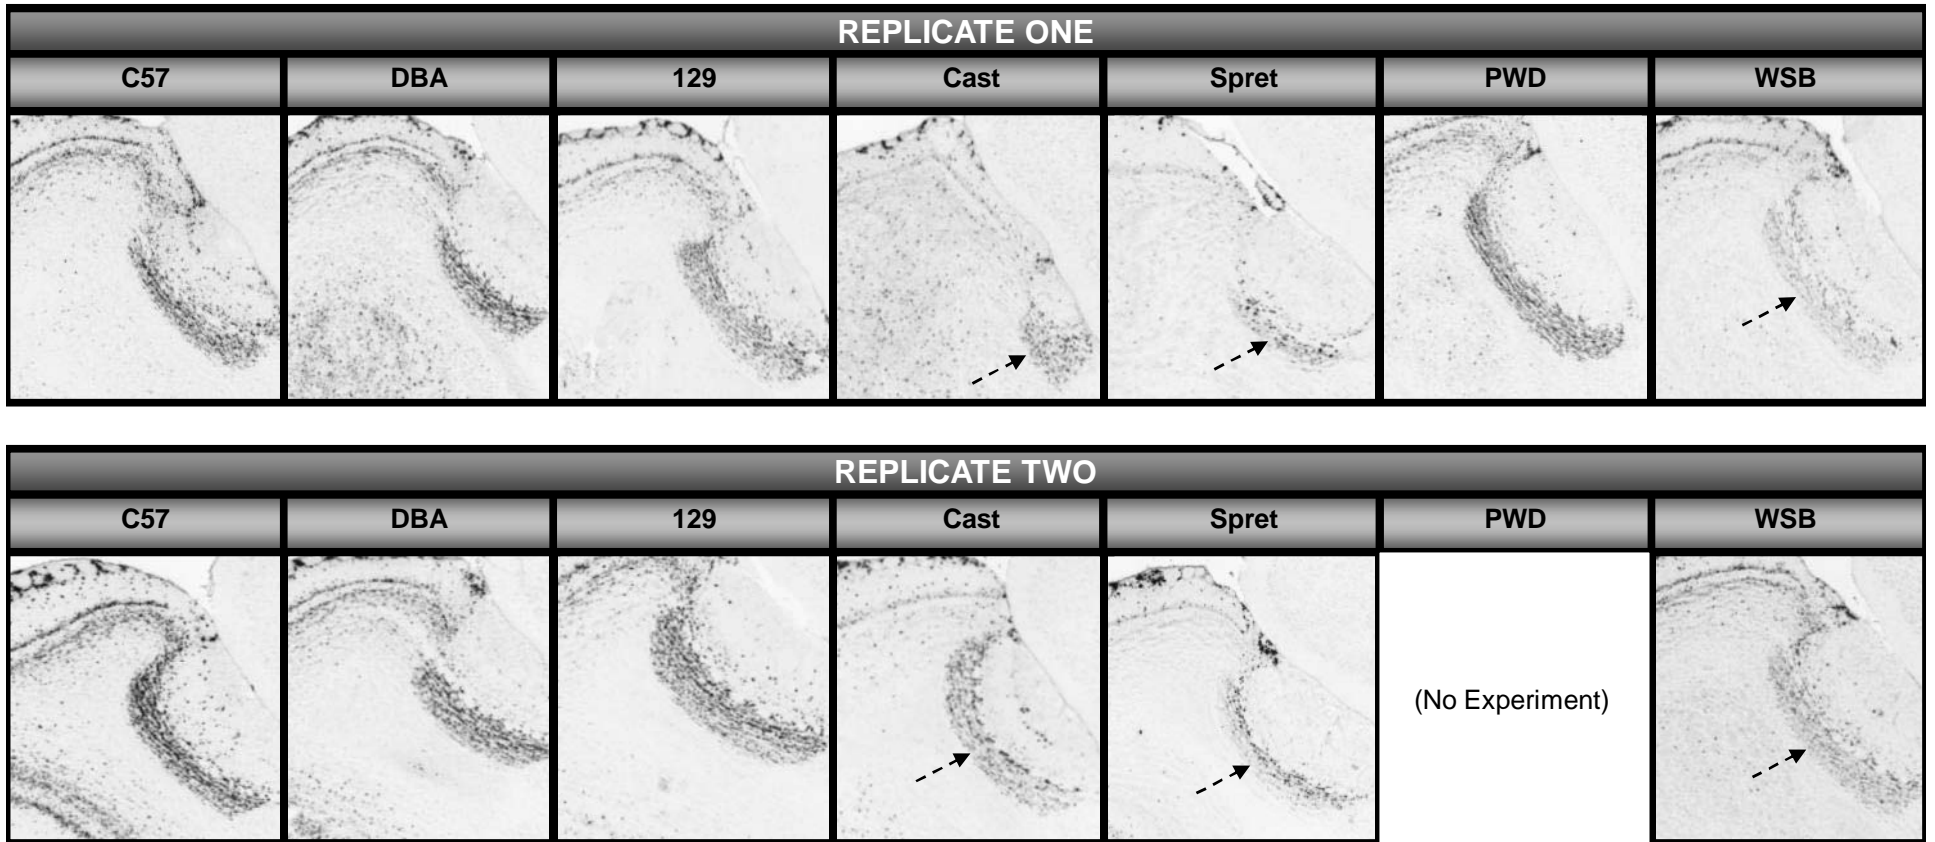 REPLICATE ONE
C57 DBA 129 Cast Spret PWD WSB
REPLICATE TWO
C57 DBA 129 Cast Spret PWD WSB
(No Experiment)